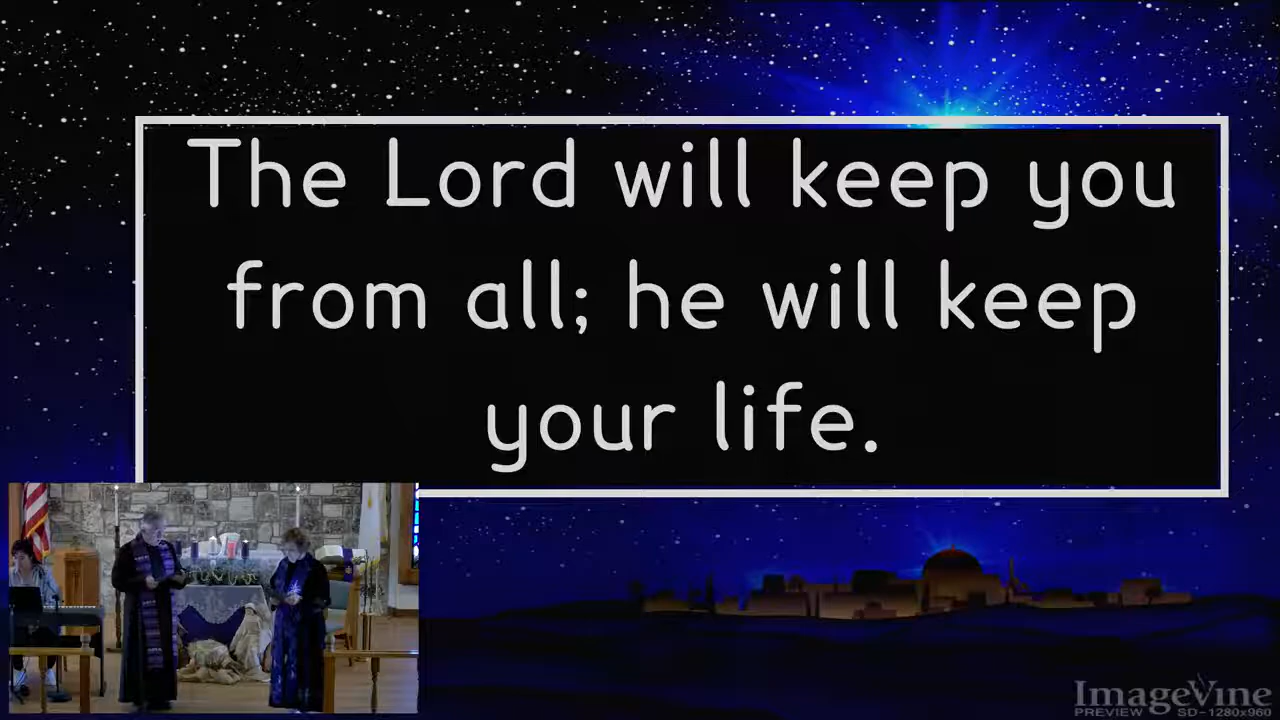 The Lord will keep you
from all; he will keep
your life.
ImageVine
PREVIEW SD-1280x960